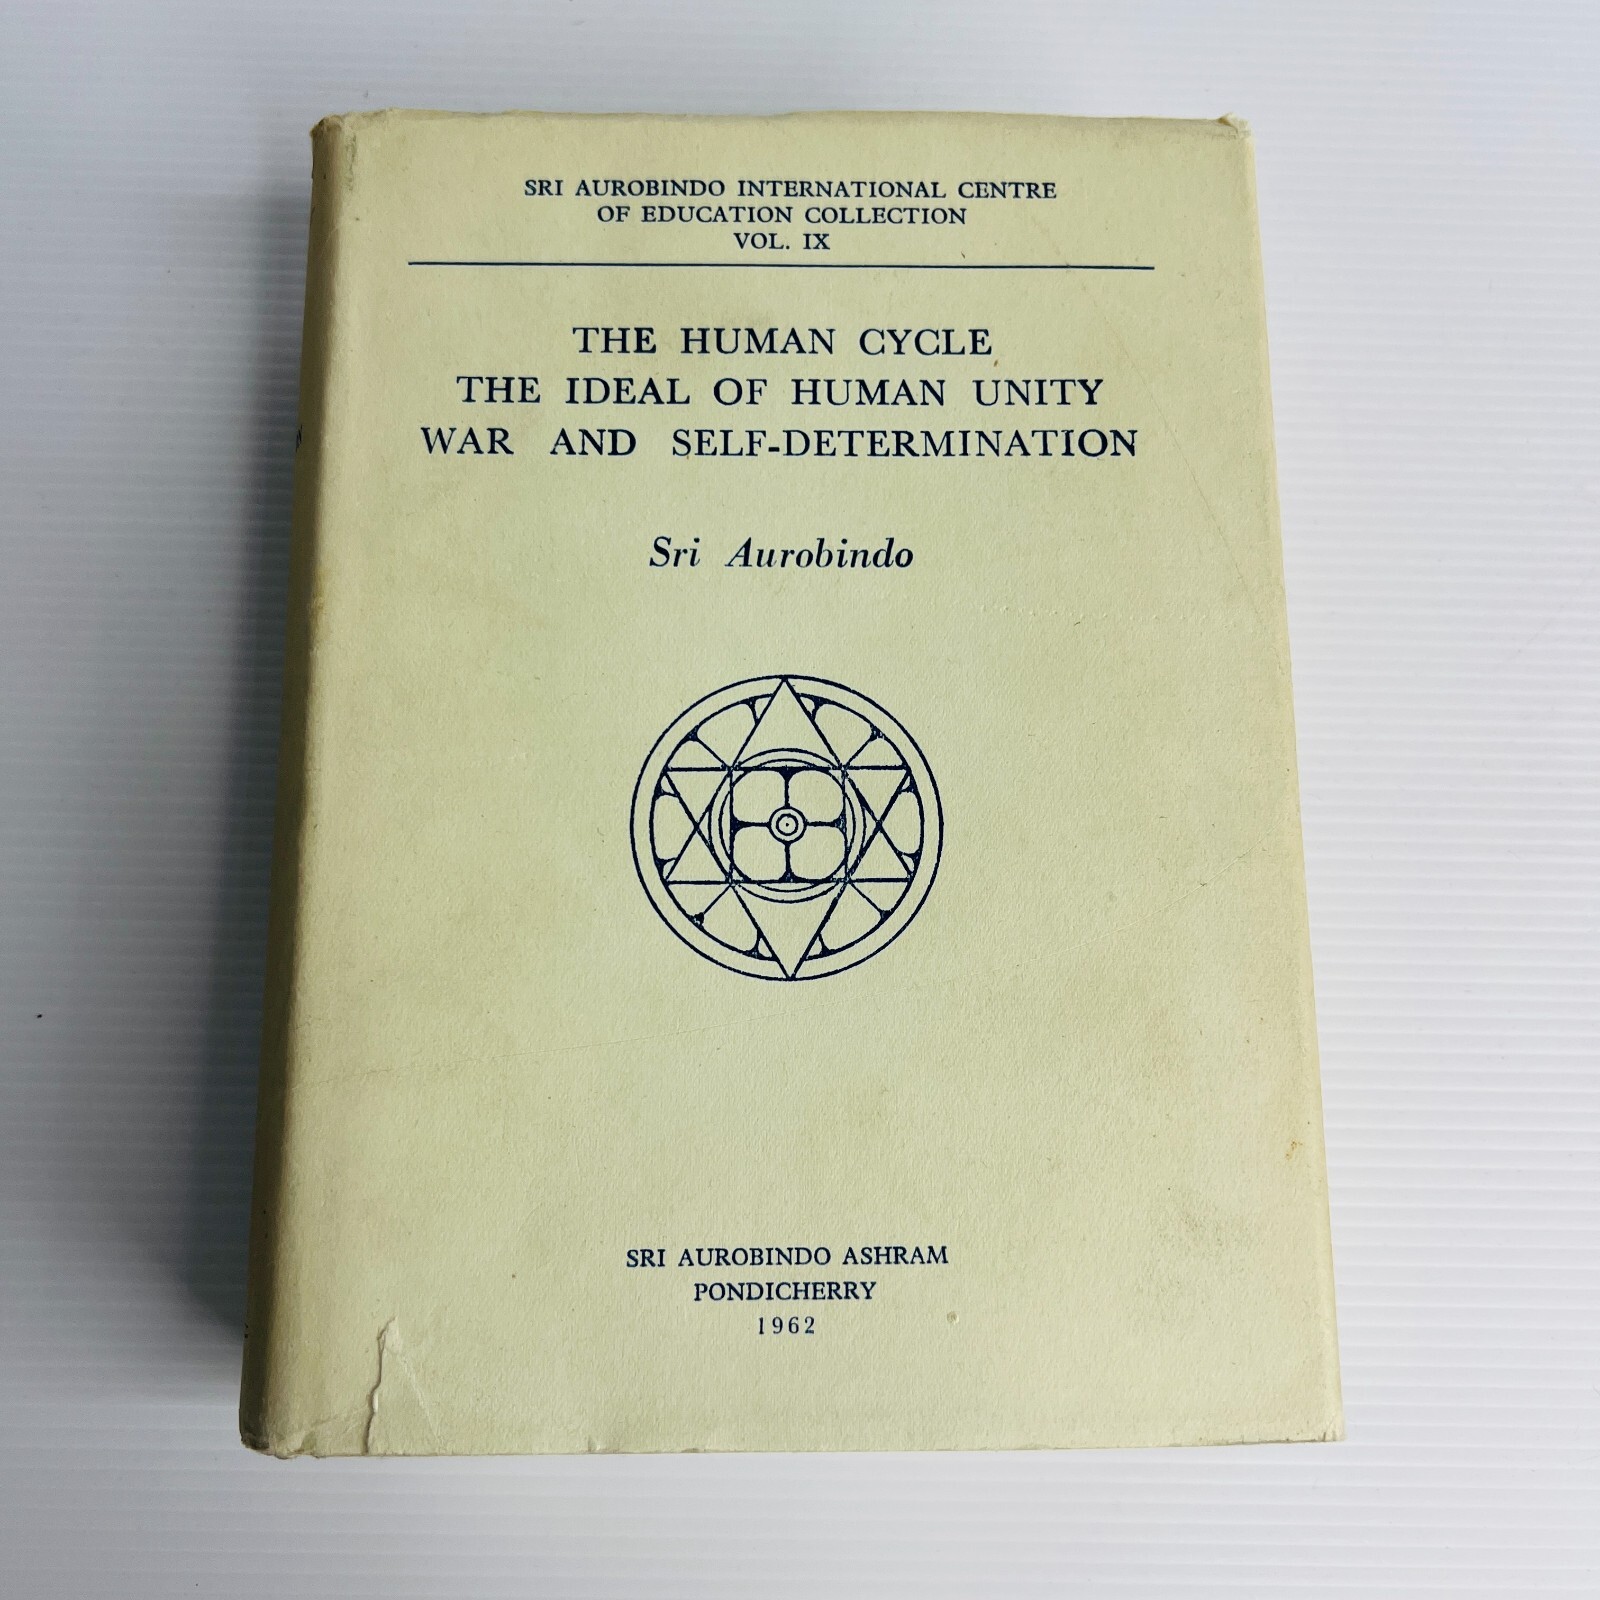 SRI AUROBINDO INTERNATIONAL CENTRE
OF EDUCATION COLLECTION
VOL. IX
THE HUMAN CYCLE
THE IDEAL OF HUMAN UNITY
WAR AND SELF-DETERMINATION
Sri Aurobindo
SRI AUROBINDO ASHRAM
PONDICHERRY
1962